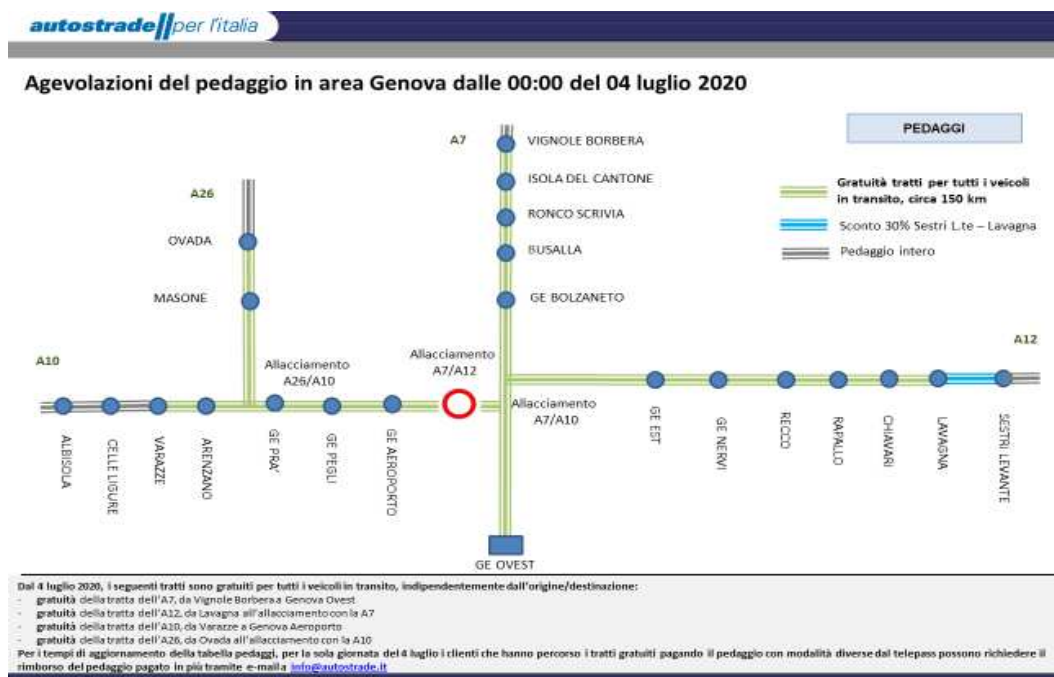 autostrade//per l'italia
Agevolazioni del pedaggio in area Genova dalle 00:00 del 04 luglio 2020
A7
VIGNOLE BORBERA
PEDAGGI
ISOLA DEL CANTONE
Gratuità tratti per tutti i veicoli
in transito, circa 150 km
A26
RONCO SCRIVIA
Sconto 30% Sestri L.te – Lavagna
OVADA
BUSALLA
Pedaggio intero
MASONE
GE BOLZANETO
A12
A10
Allacciamento
A26/A10
Allacciamento
A7/A12
Allacciamento
A7/A10
ALBISOLA
CELLE LIGURE
VARAZZE
ARENZANO
GE PRA'
GE PEGLI
GE AEROPORTO
GE EST
GE NERVI
RECCO
RAPALLO
CHIAVARI
LAVAGNA
SESTRI LEVANTE
GE OVEST
Dal 4 luglio 2020, i seguenti tratti sono gratuiti per tutti i veicoli in transito, indipendentemente dall'origine/destinazione:
- gratuità della tratta dell'A7, da Vignole Borbera a Genova Ovest
- gratuità della tratta dell'A12, da Lavagna all'allacciamento con la A7
- gratuità della tratta dell'A10, da Varazze a Genova Aeroporto
- gratuità della tratta dell'A26, da Ovada all'allacciamento con la A10
Per i tempi di aggiornamento della tabella pedaggi, per la sola giornata del 4 luglio i clienti che hanno percorso i tratti gratuiti pagando il pedaggio con modalità diverse dal telepass possono richiedere il
rimborso del pedaggio pagato in più tramite e-mail a info@autostrade.it